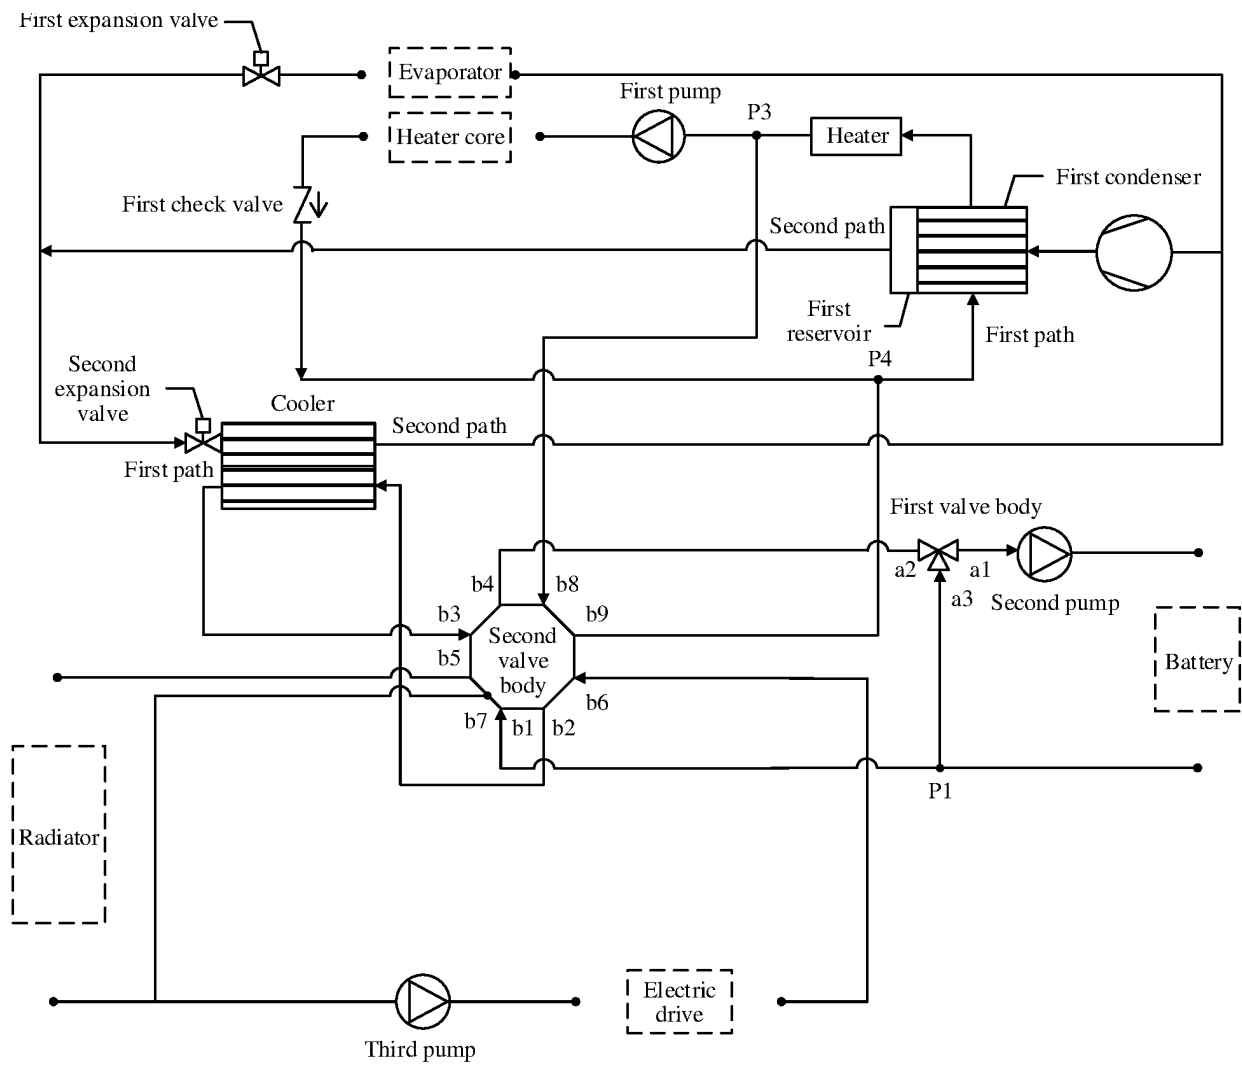 First expansion valve
Evaporator
First pump
P3
Heater core
Heater
First check valve
First condenser
Second path
First
reservoir
First path
P4
Second
expansion
valve
Cooler
Second path
First path
First valve body
a2
a1
a3
Second pump
b4
b8
b3
b9
Second
valve
body
b5
b6
b7
b1
b2
Battery
P1
Radiator
Electric
drive
Third pump